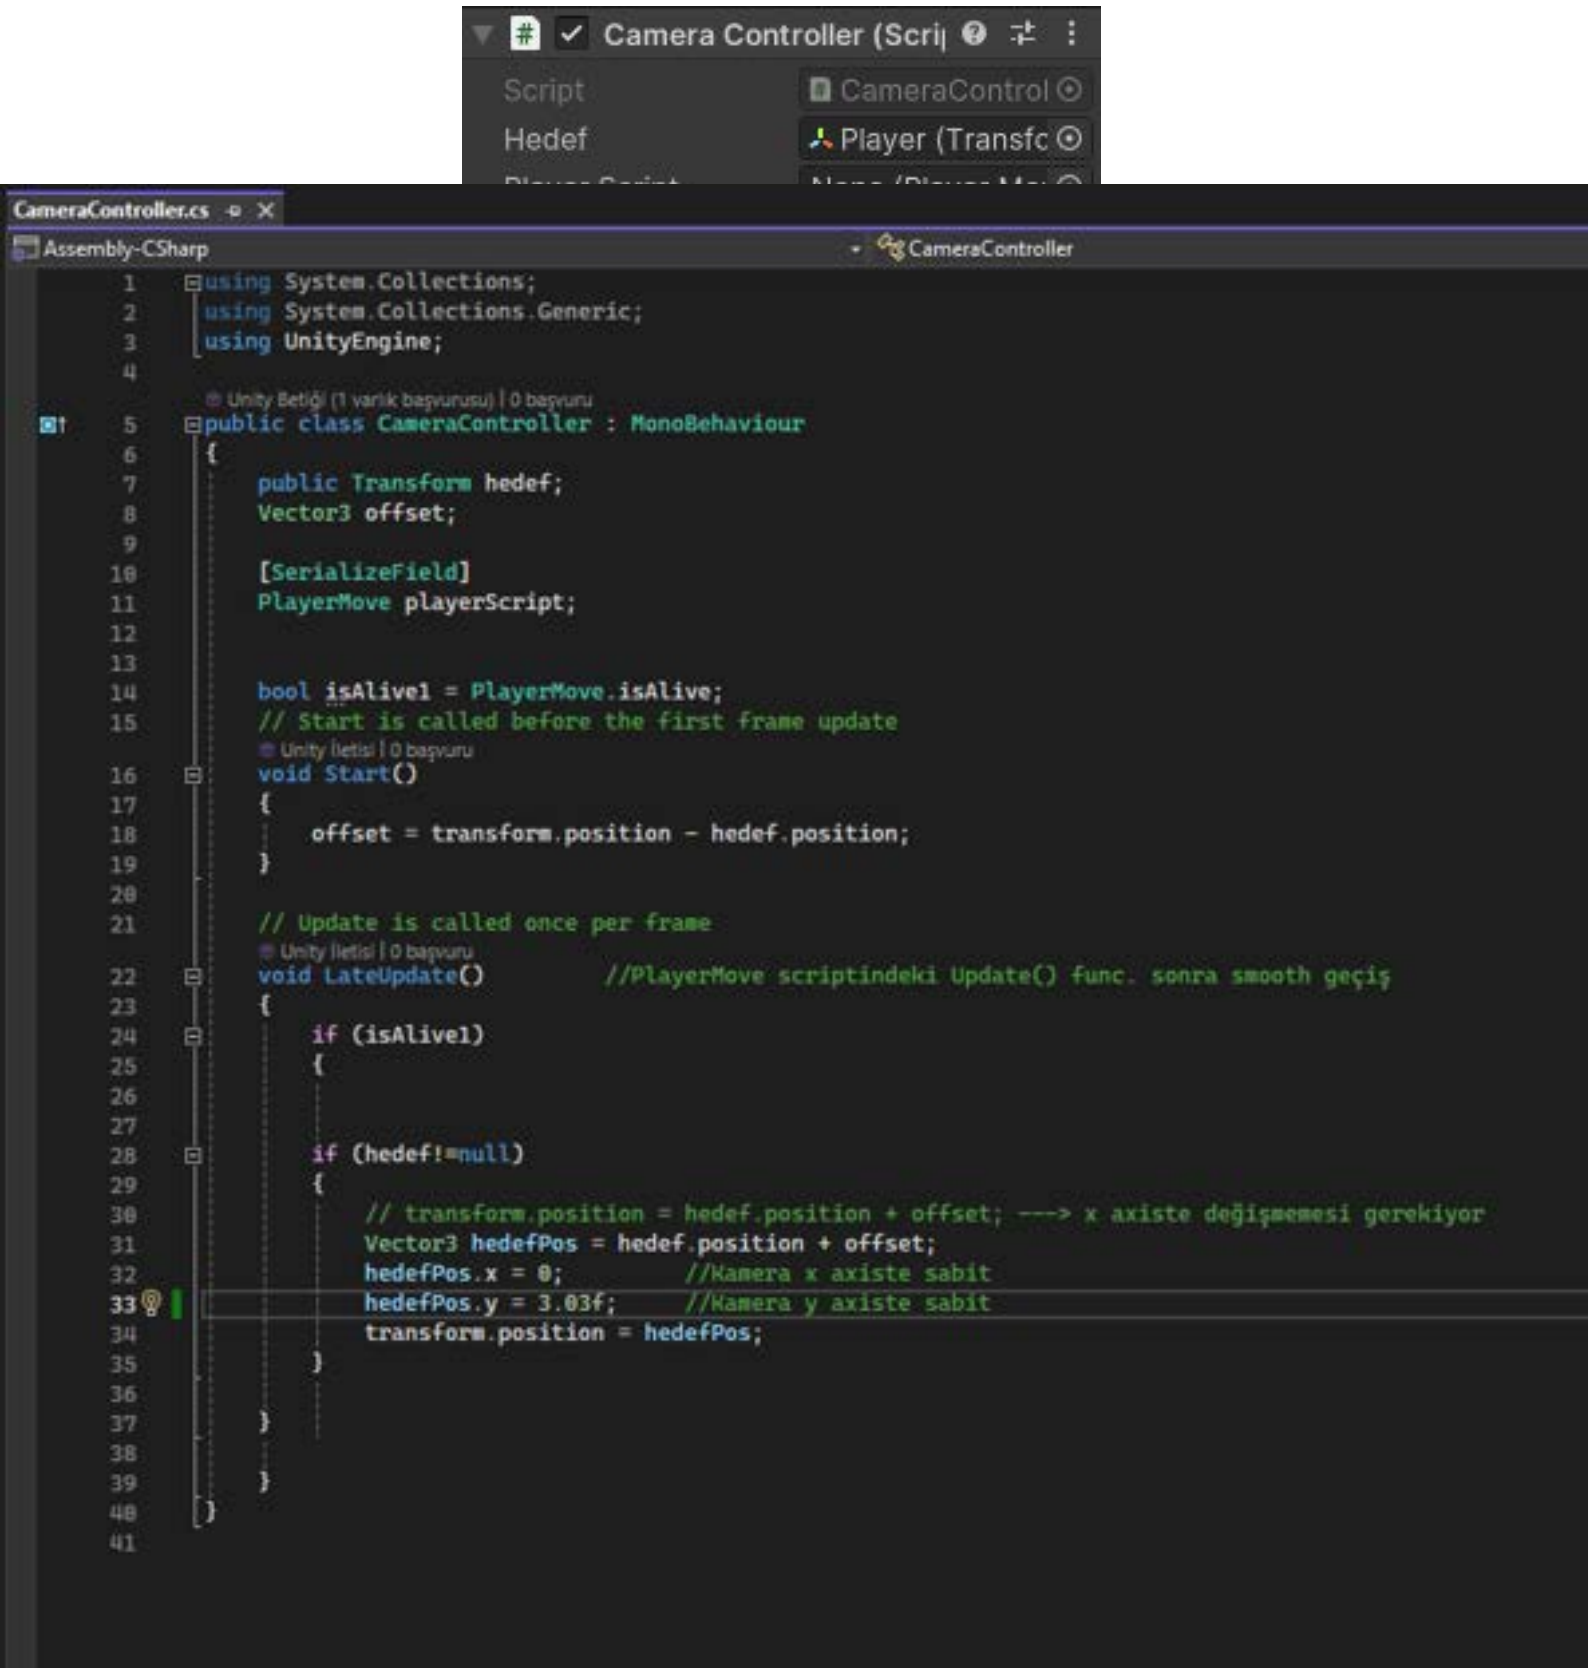 Camera Controller (Scri
Script CameraControl
Hedef Player (Transfc
CameraController.cs
Assembly-CSharp CameraController
1 using System.Collections;
2 using System.Collections.Generic;
3 using UnityEngine;
4
Unity Betiği (1 varlık başvurusu) | 0 başvuru
5 public class CameraController : MonoBehaviour
6 {
7 public Transform hedef;
8 Vector3 offset;
9
10 [SerializeField]
11 PlayerMove playerScript;
12
13
14 bool isAlive1 = PlayerMove.isAlive;
15 // Start is called before the first frame update
Unity İletisi | 0 başvuru
16 void Start()
17 {
18 offset = transform.position - hedef.position;
19 }
20
21 // Update is called once per frame
Unity İletisi | 0 başvuru
22 void LateUpdate() //PlayerMove scriptindeki Update() func. sonra smooth geçiş
23 {
24 if (isAlive1)
25 {
26
27
28 if (hedef!=null)
29 {
30 // transform.position = hedef.position + offset; ---> x axiste değişmemesi gerekiyor
31 Vector3 hedefPos = hedef.position + offset;
32 hedefPos.x = 0; //Kamera x axiste sabit
33 hedefPos.y = 3.03f; //Kamera y axiste sabit
34 transform.position = hedefPos;
35 }
36
37 }
38
39 }
40 }
41